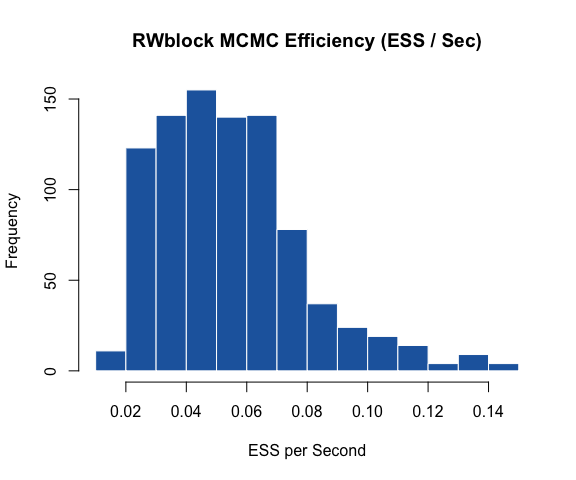 RWblock MCMC Efficiency (ESS / Sec)
Frequency
150
100
50
0
0.02 0.04 0.06 0.08 0.10 0.12 0.14
ESS per Second